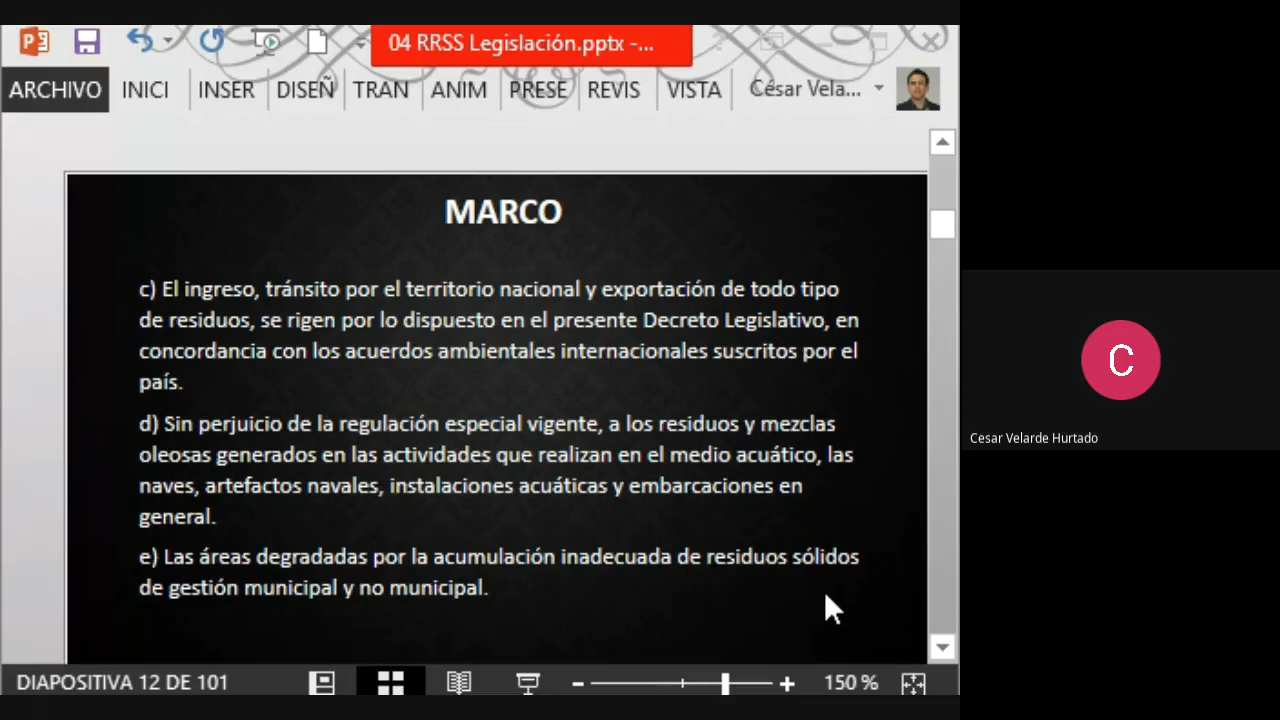 04 RRSS Legislación.pptx -...
ARCHIVO INICI INSER DISEÑ TRAN ANIM PRESE REVIS VISTA César Vela...
MARCO
c) El ingreso, tránsito por el territorio nacional y exportación de todo tipo
de residuos, se rigen por lo dispuesto en el presente Decreto Legislativo, en
concordancia con los acuerdos ambientales internacionales suscritos por el
país.
d) Sin perjuicio de la regulación especial vigente, a los residuos y mezclas
oleosas generados en las actividades que realizan en el medio acuático, las
naves, artefactos navales, instalaciones acuáticas y embarcaciones en
general.
e) Las áreas degradadas por la acumulación inadecuada de residuos sólidos
de gestión municipal y no municipal.
DIAPOSITIVA 12 DE 101 150 %
C
Cesar Velarde Hurtado